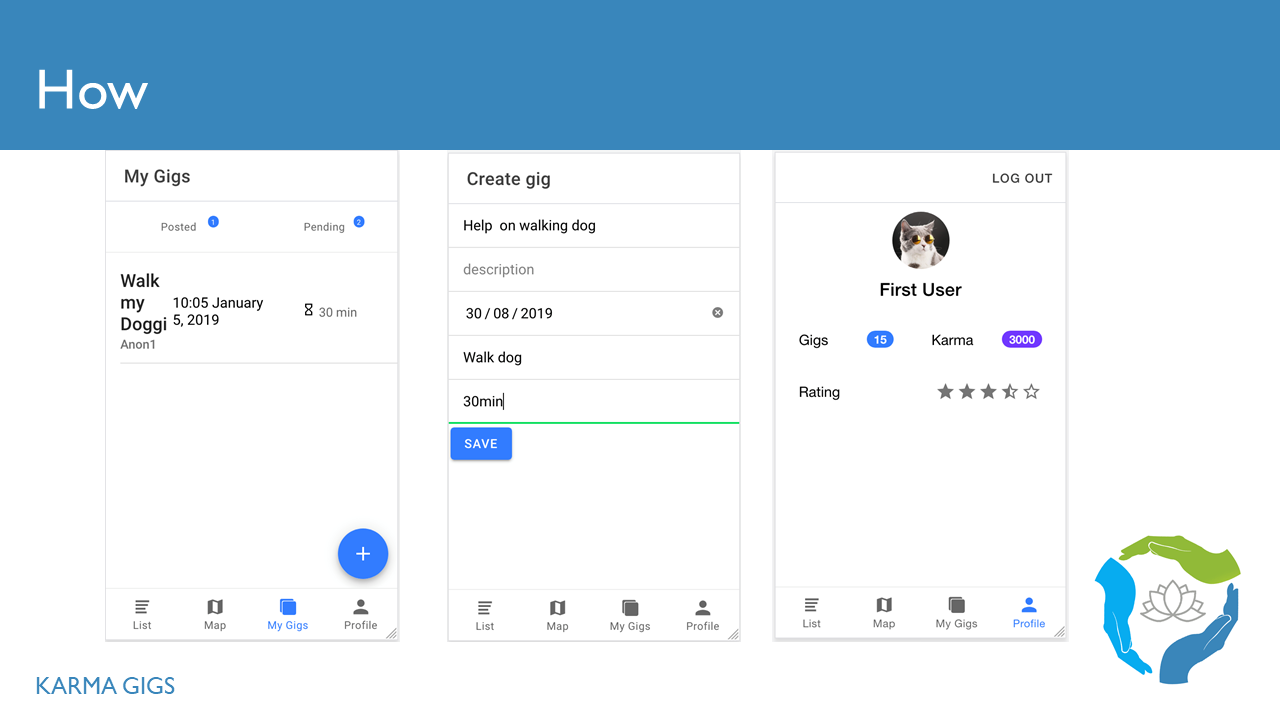 How
My Gigs
Posted 1 Pending 2
Walk
my
Doggi
Anon1
10:05 January
5, 2019
30 min
+
List Map My Gigs Profile
Create gig
Help  on walking dog
description
30 / 08 / 2019
Walk dog
30min
SAVE
List Map My Gigs Profile
LOG OUT
First User
Gigs 15 Karma 3000
Rating
List Map My Gigs Profile
KARMA GIGS